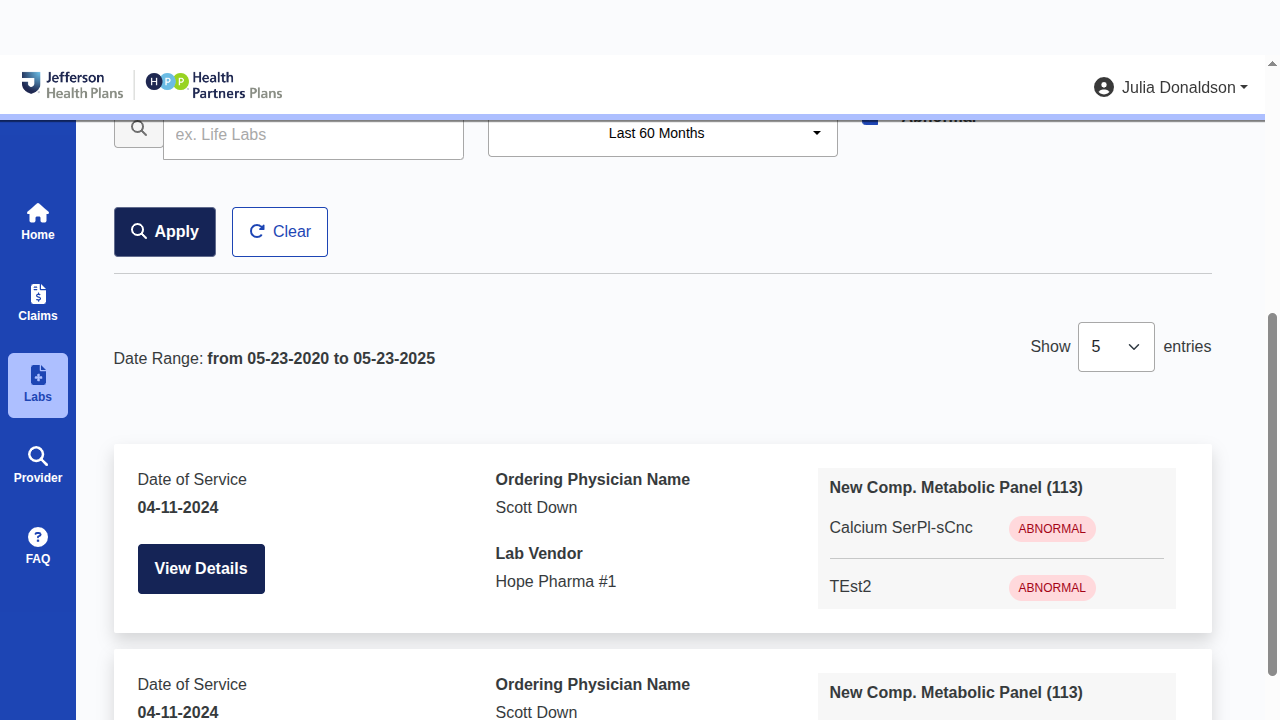 Jefferson
Health Plans
HPP
Health
Partners Plans
Julia Donaldson
ex. Life Labs
Last 60 Months
Abnormal
Home
Claims
Labs
Provider
FAQ
Apply
Clear
Date Range: from 05-23-2020 to 05-23-2025
Show 5 entries
Date of Service
04-11-2024
View Details
Ordering Physician Name
Scott Down
Lab Vendor
Hope Pharma #1
New Comp. Metabolic Panel (113)
Calcium SerPl-sCnc ABNORMAL
TEst2 ABNORMAL
Date of Service
04-11-2024
Ordering Physician Name
Scott Down
New Comp. Metabolic Panel (113)